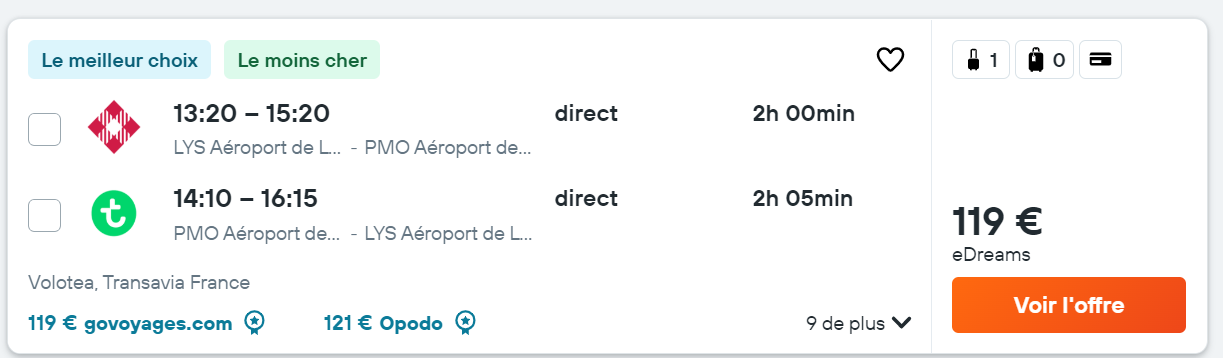 Le meilleur choix Le moins cher
1 0
13:20 – 15:20 direct 2h 00min
LYS Aéroport de L... - PMO Aéroport de...
14:10 – 16:15 direct 2h 05min
PMO Aéroport de... - LYS Aéroport de L...
Volotea, Transavia France
119 € govoyages.com 121 € Opodo 9 de plus
119 €
eDreams
Voir l'offre